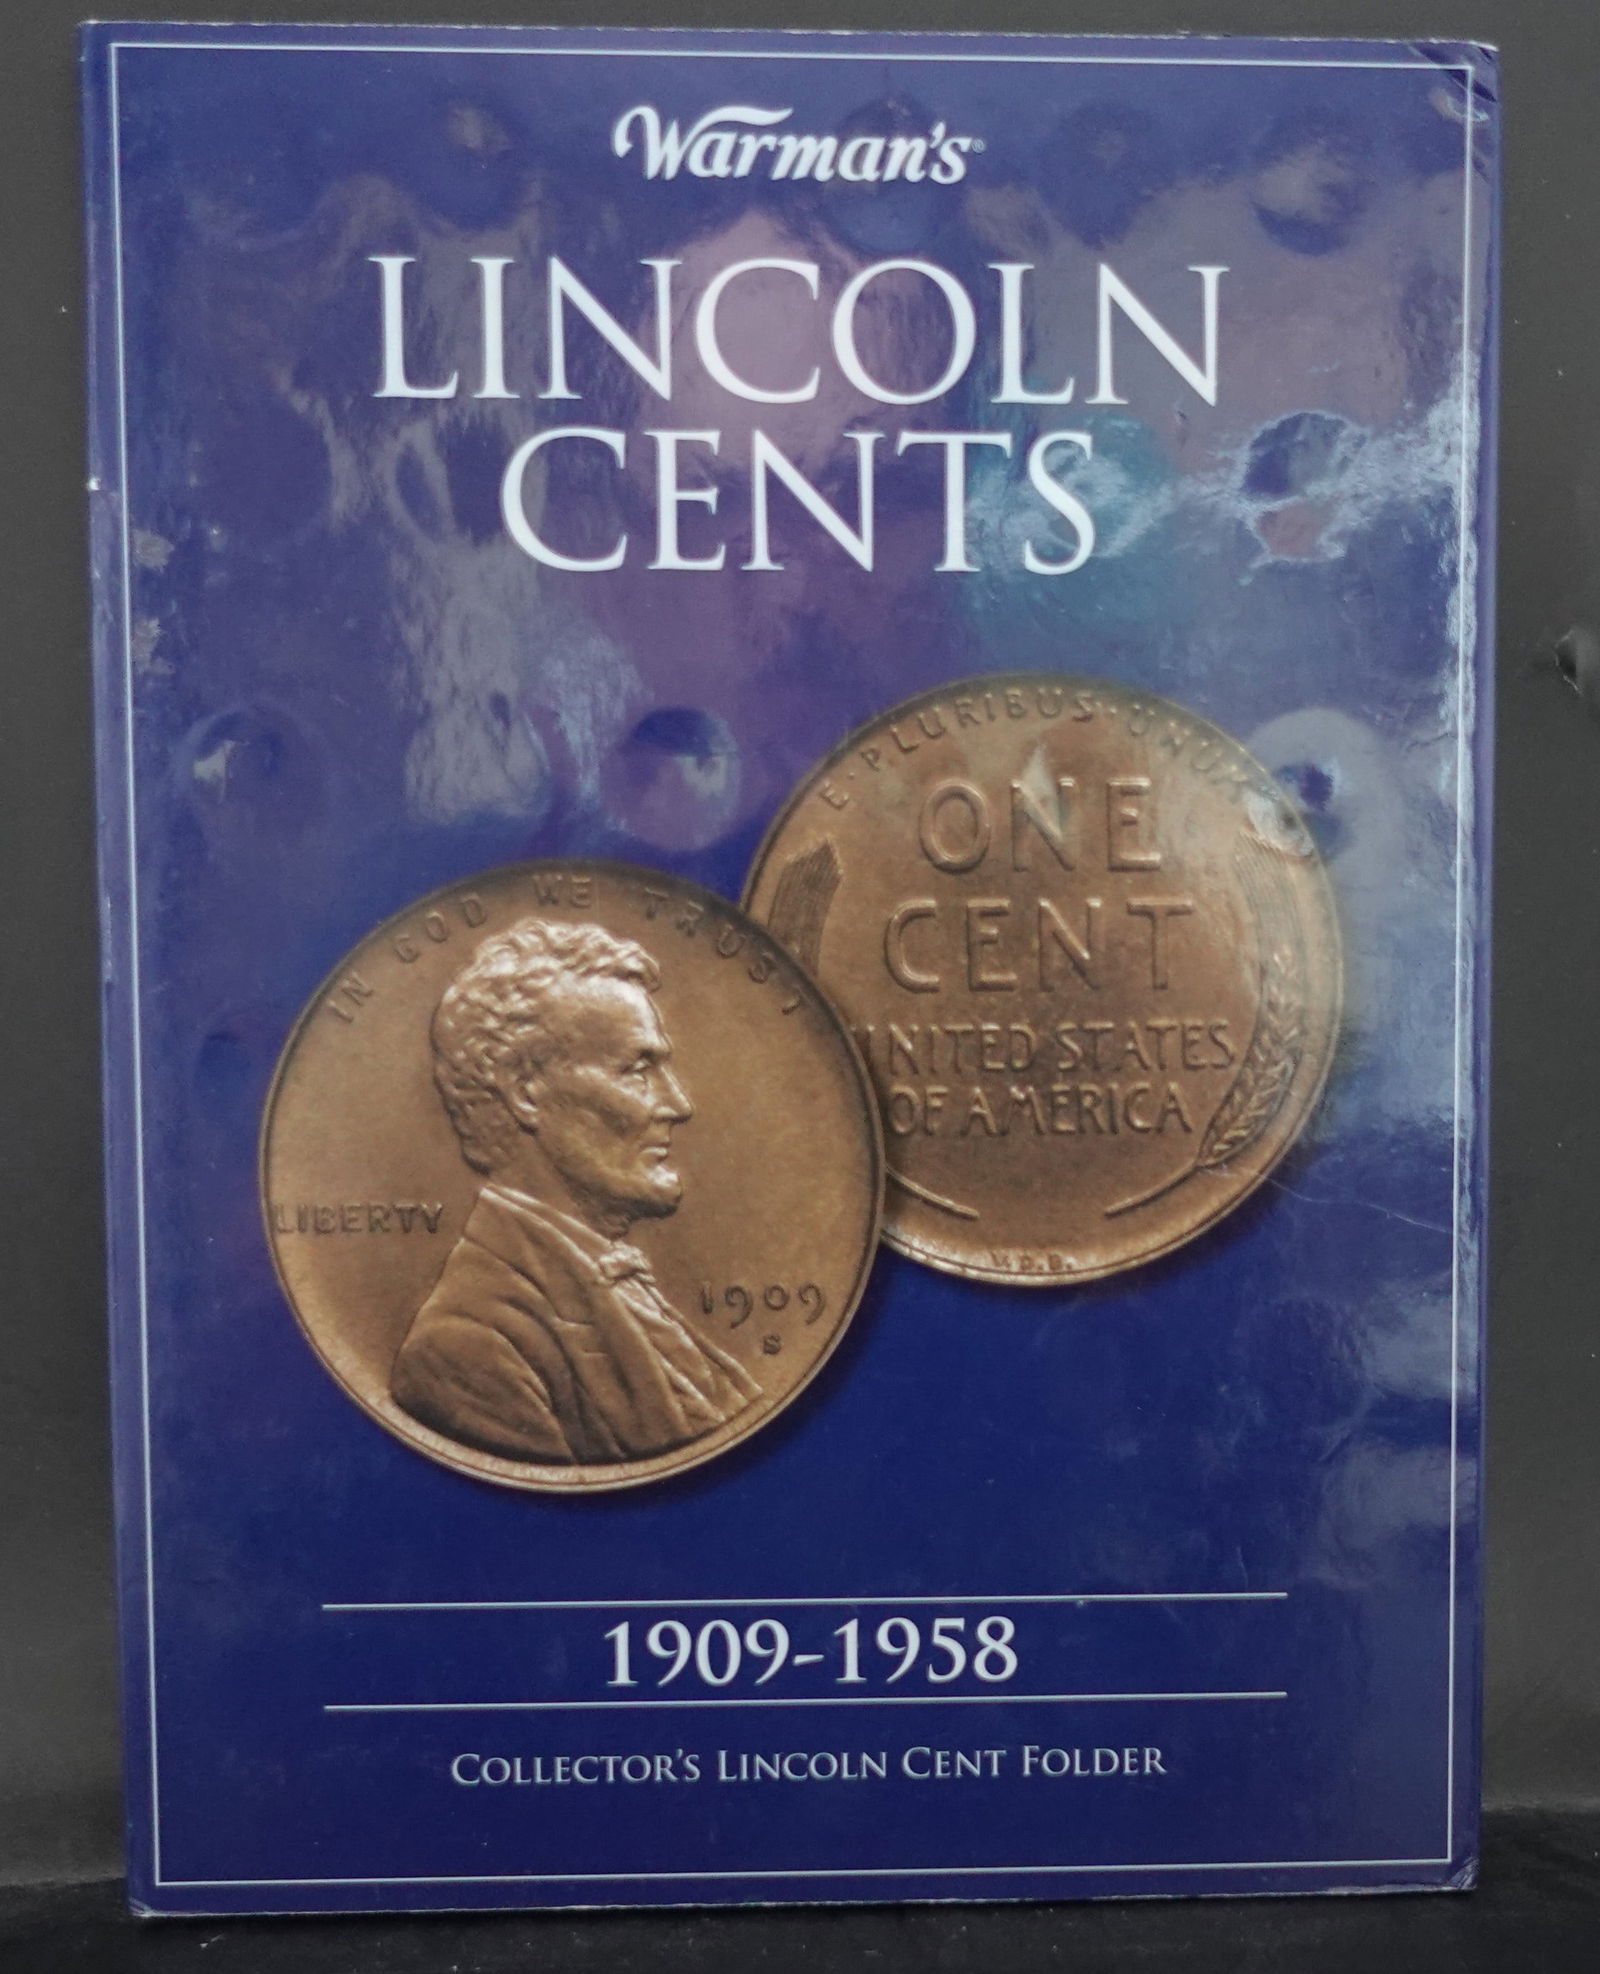 Warman's®
LINCOLN
CENTS
E·PLURIBUS·UNUM
ONE
CENT
UNITED STATES
OF AMERICA
V.D.B.
IN GOD WE TRUST
LIBERTY
1909
S
1909-1958
COLLECTOR'S LINCOLN CENT FOLDER